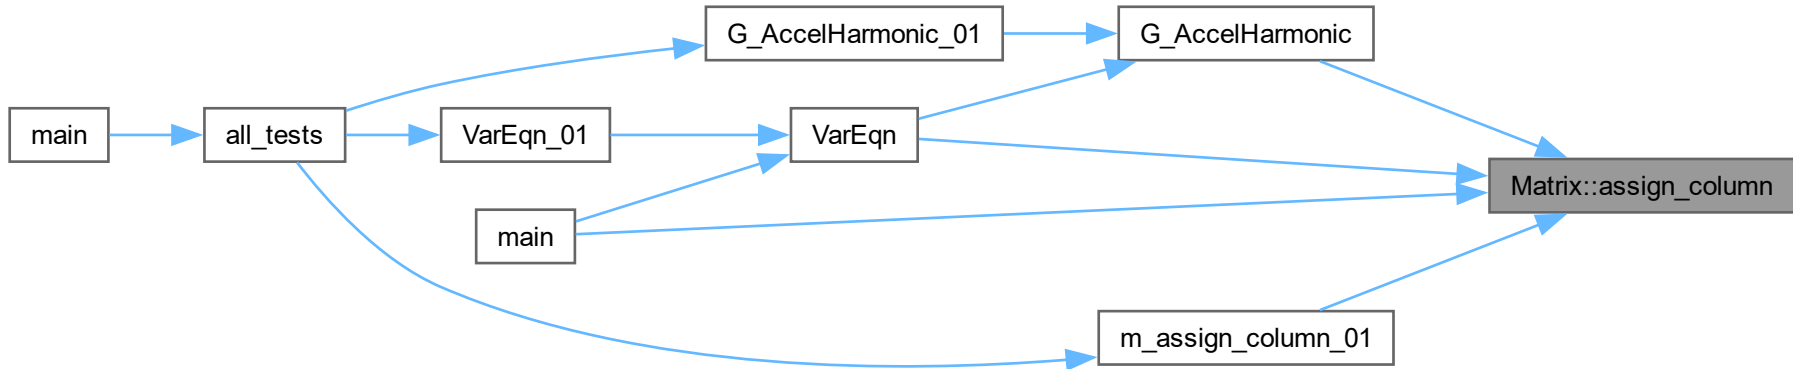 G_AccelHarmonic_01
G_AccelHarmonic
main
all_tests
VarEqn_01
VarEqn
Matrix::assign_column
main
m_assign_column_01